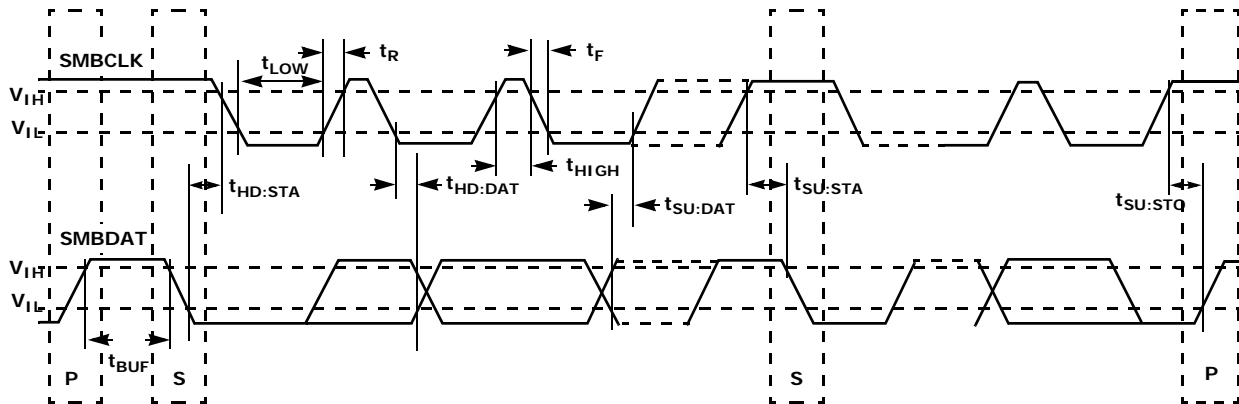 SMBCLK
tLOW
tR
tF
VIH
VIL
tHD:STA
tHD:DAT
tHIGH
tSU:DAT
tSU:STA
tSU:STO
SMBDAT
VIH
VIL
tBUF
P
S
S
P